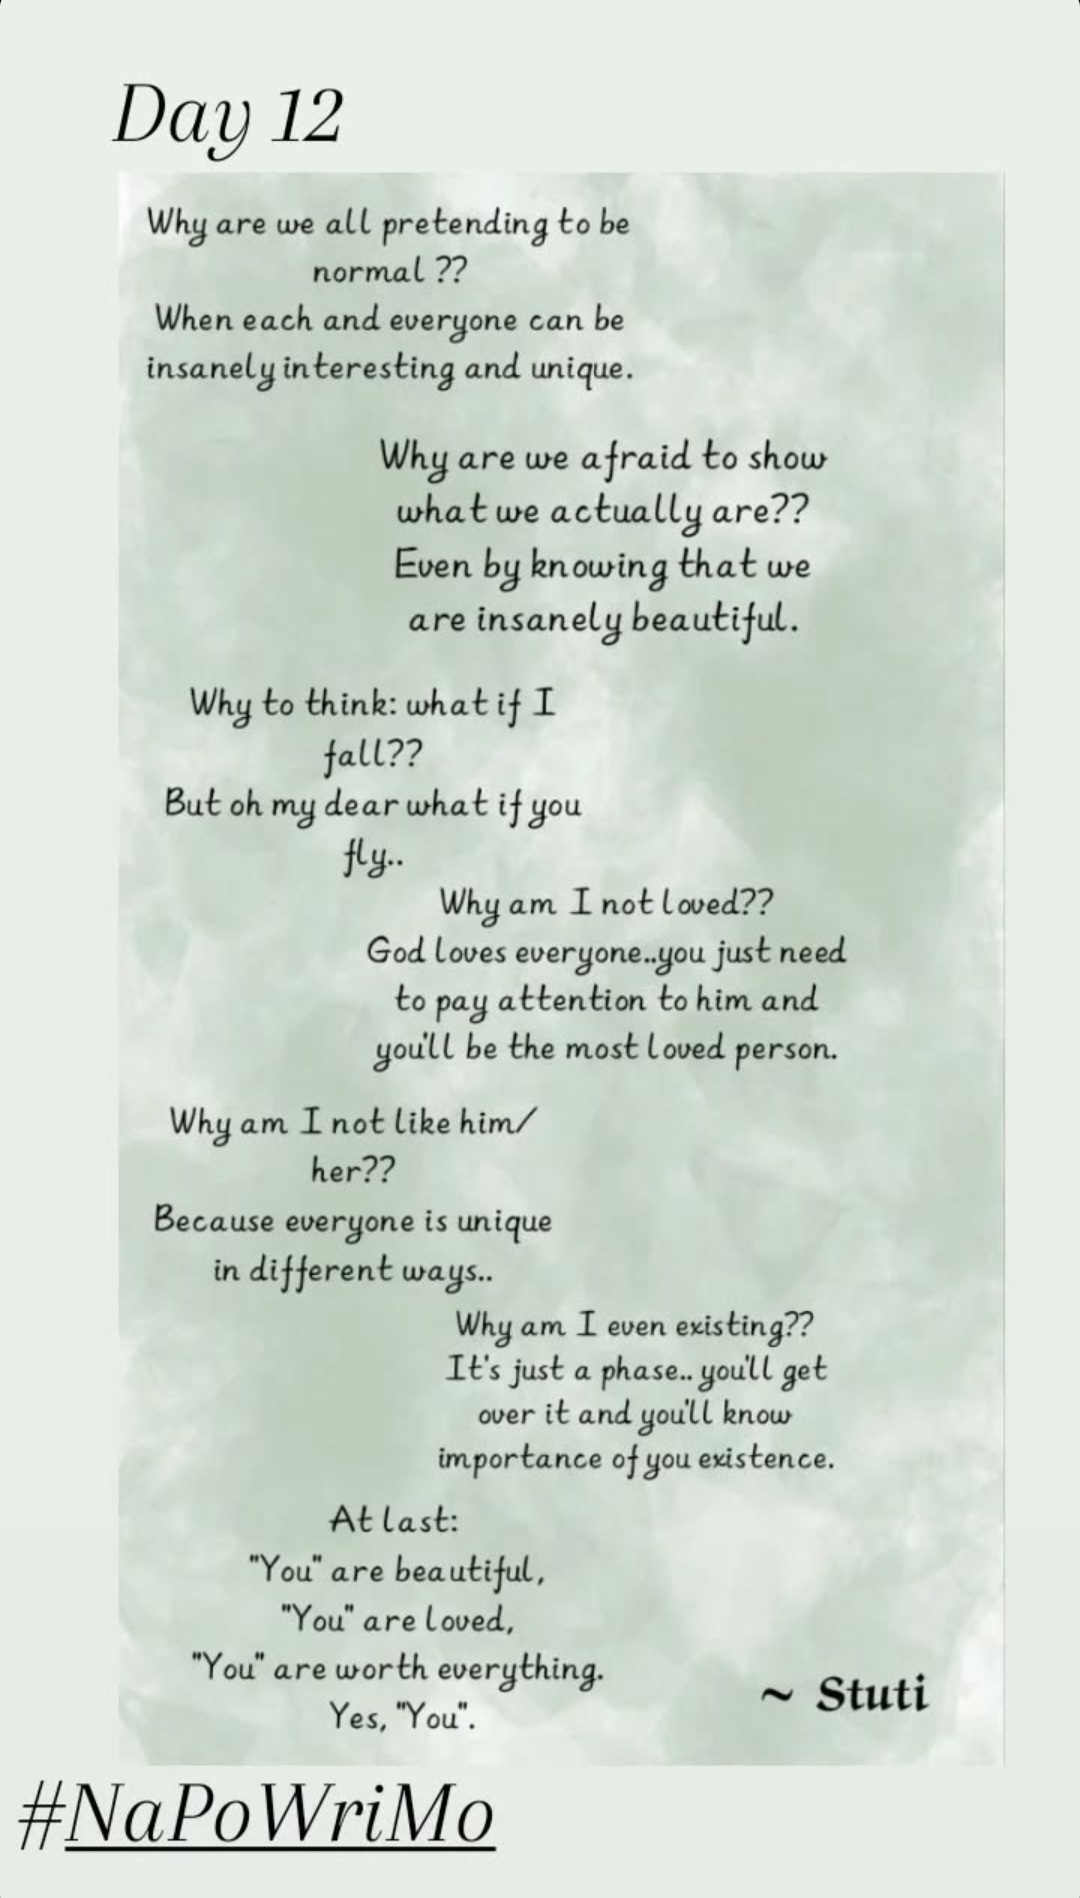 Day 12
Why are we all pretending to be
normal ??
When each and everyone can be
insanely interesting and unique.
Why are we afraid to show
what we actually are??
Even by knowing that we
are insanely beautiful.
Why to think: what if I
fall??
But oh my dear what if you
fly..
Why am I not loved??
God loves everyone..you just need
to pay attention to him and
you'll be the most loved person.
Why am I not like him/
her??
Because everyone is unique
in different ways..
Why am I even existing??
It's just a phase.. you'll get
over it and you'll know
importance of you existence.
At last:
"You" are beautiful,
"You" are loved,
"You" are worth everything.
Yes, "You".
~ Stuti
#NaPoWriMo